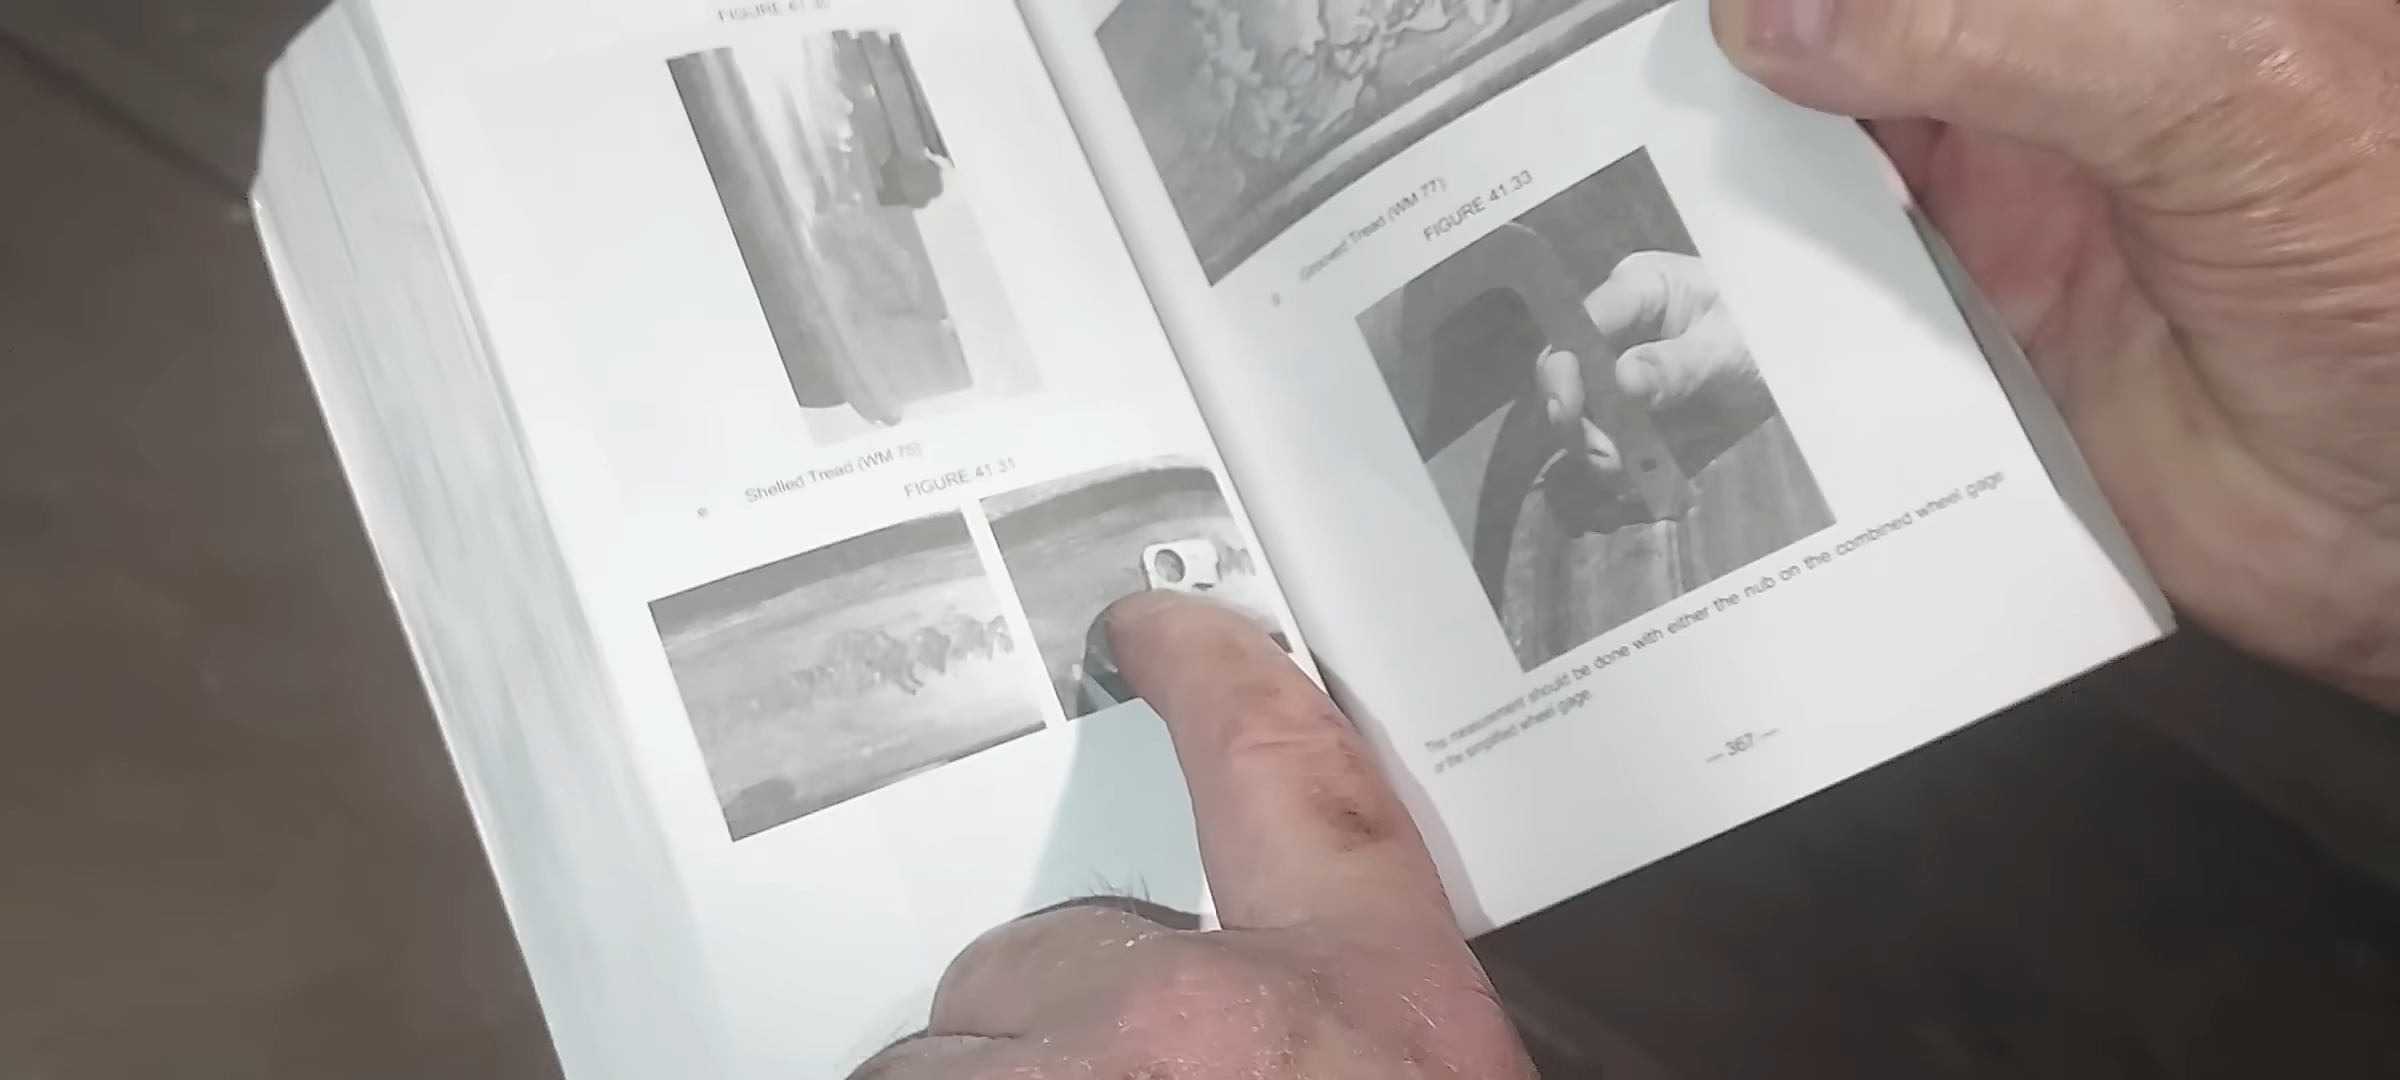 FIGURE 41.30
e Shelled Tread (WM 75)
FIGURE 41.31
g Grooved Tread (WM 77)
FIGURE 41.33
This measurement should be done with either the nub on the combined wheel gage
or the simplified wheel gage.
— 367 —